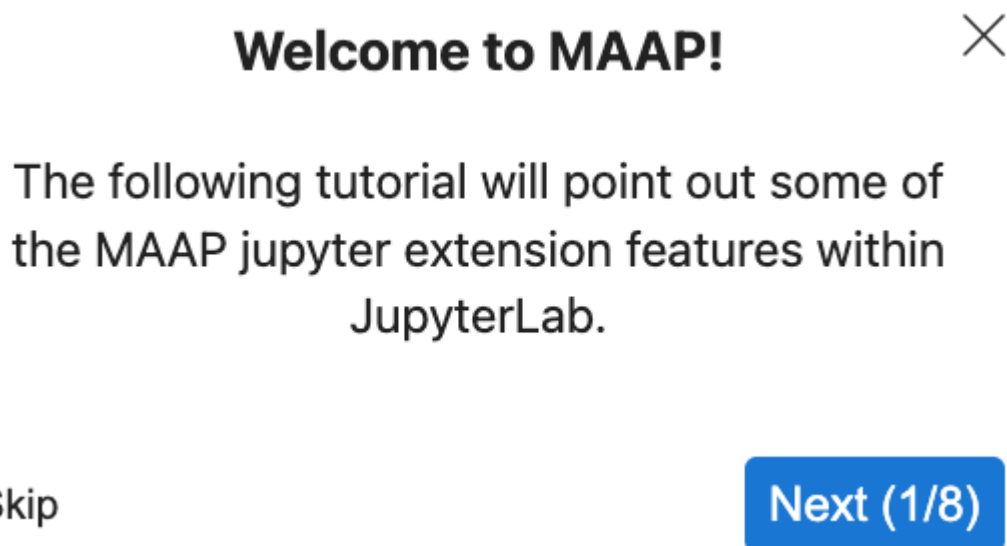 Welcome to MAAP!
The following tutorial will point out some of
the MAAP jupyter extension features within
JupyterLab.
Skip
Next (1/8)